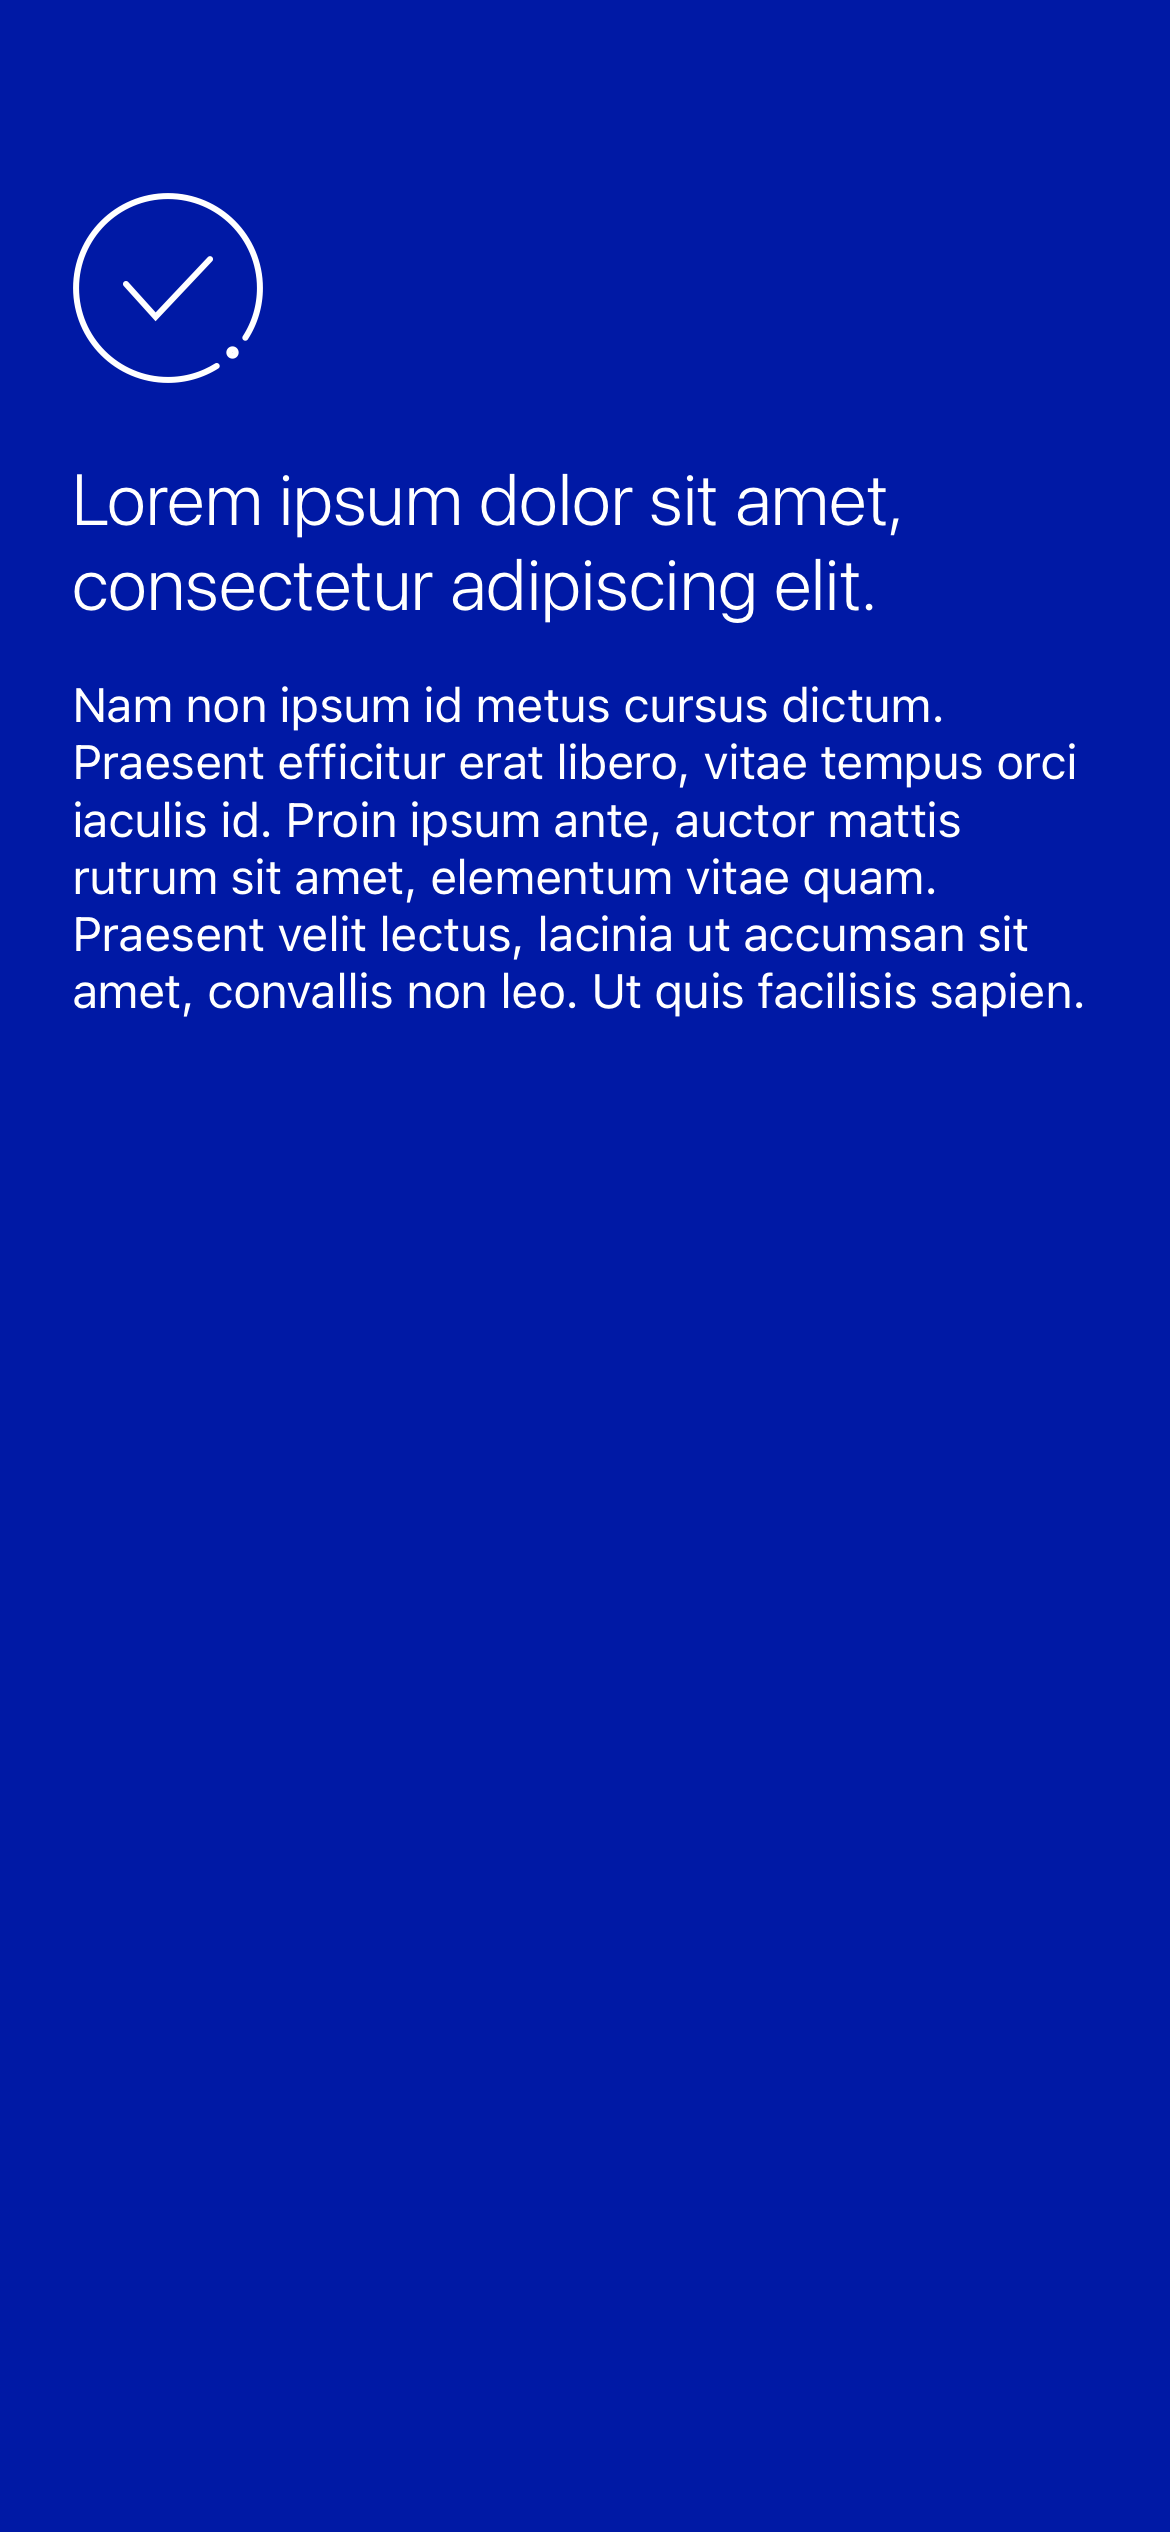 Lorem ipsum dolor sit amet,
consectetur adipiscing elit.
Nam non ipsum id metus cursus dictum.
Praesent efficitur erat libero, vitae tempus orci
iaculis id. Proin ipsum ante, auctor mattis
rutrum sit amet, elementum vitae quam.
Praesent velit lectus, lacinia ut accumsan sit
amet, convallis non leo. Ut quis facilisis sapien.